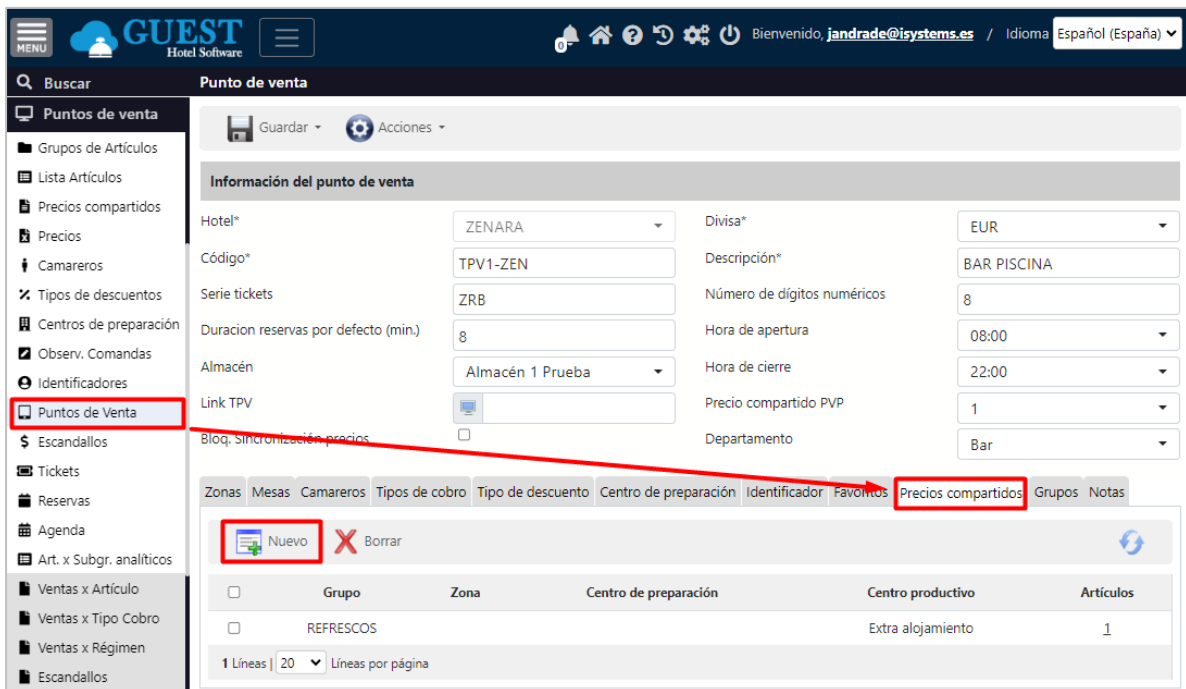 MENU
GUEST
Hotel Software
0
Bienvenido, jandrade@isystems.es / Idioma Español (España)
Buscar
Punto de venta
Puntos de venta
Grupos de Artículos
Lista Artículos
Precios compartidos
Precios
Camareros
Tipos de descuentos
Centros de preparación
Observ. Comandas
Identificadores
Puntos de Venta
Escandallos
Tickets
Reservas
Agenda
Art. x Subgr. analíticos
Ventas x Artículo
Ventas x Tipo Cobro
Ventas x Régimen
Escandallos
Guardar
Acciones
Información del punto de venta
Hotel* ZENARA Divisa* EUR
Código* TPV1-ZEN Descripción* BAR PISCINA
Serie tickets ZRB Número de dígitos numéricos 8
Duracion reservas por defecto (min.) 8 Hora de apertura 08:00
Almacén Almacén 1 Prueba Hora de cierre 22:00
Link TPV Precio compartido PVP 1
Bloq. Sincronización precios Departamento Bar
Zonas Mesas Camareros Tipos de cobro Tipo de descuento Centro de preparación Identificador Favoritos Precios compartidos Grupos Notas
Nuevo Borrar
Grupo Zona Centro de preparación Centro productivo Artículos
REFRESCOS Extra alojamiento 1
1 Líneas | 20 Líneas por página